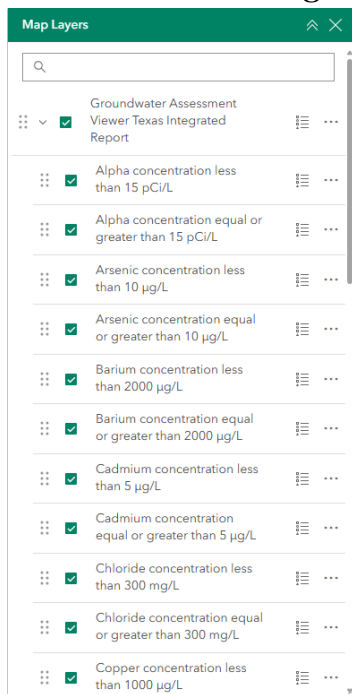 Map Layers
Groundwater Assessment
Viewer Texas Integrated
Report
Alpha concentration less
than 15 pCi/L
Alpha concentration equal or
greater than 15 pCi/L
Arsenic concentration less
than 10 µg/L
Arsenic concentration equal
or greater than 10 µg/L
Barium concentration less
than 2000 µg/L
Barium concentration equal
or greater than 2000 µg/L
Cadmium concentration less
than 5 µg/L
Cadmium concentration
equal or greater than 5 µg/L
Chloride concentration less
than 300 mg/L
Chloride concentration equal
or greater than 300 mg/L
Copper concentration less
than 1000 µg/L